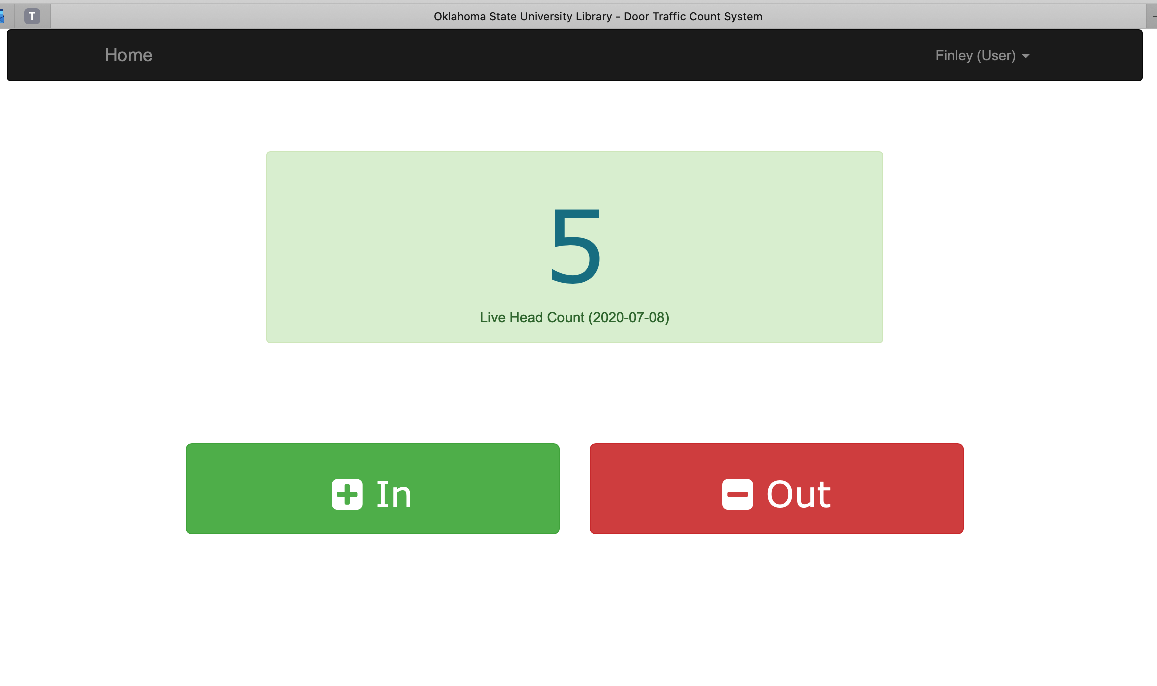 T
Oklahoma State University Library - Door Traffic Count System
Home
Finley (User)
5
Live Head Count (2020-07-08)
In
Out